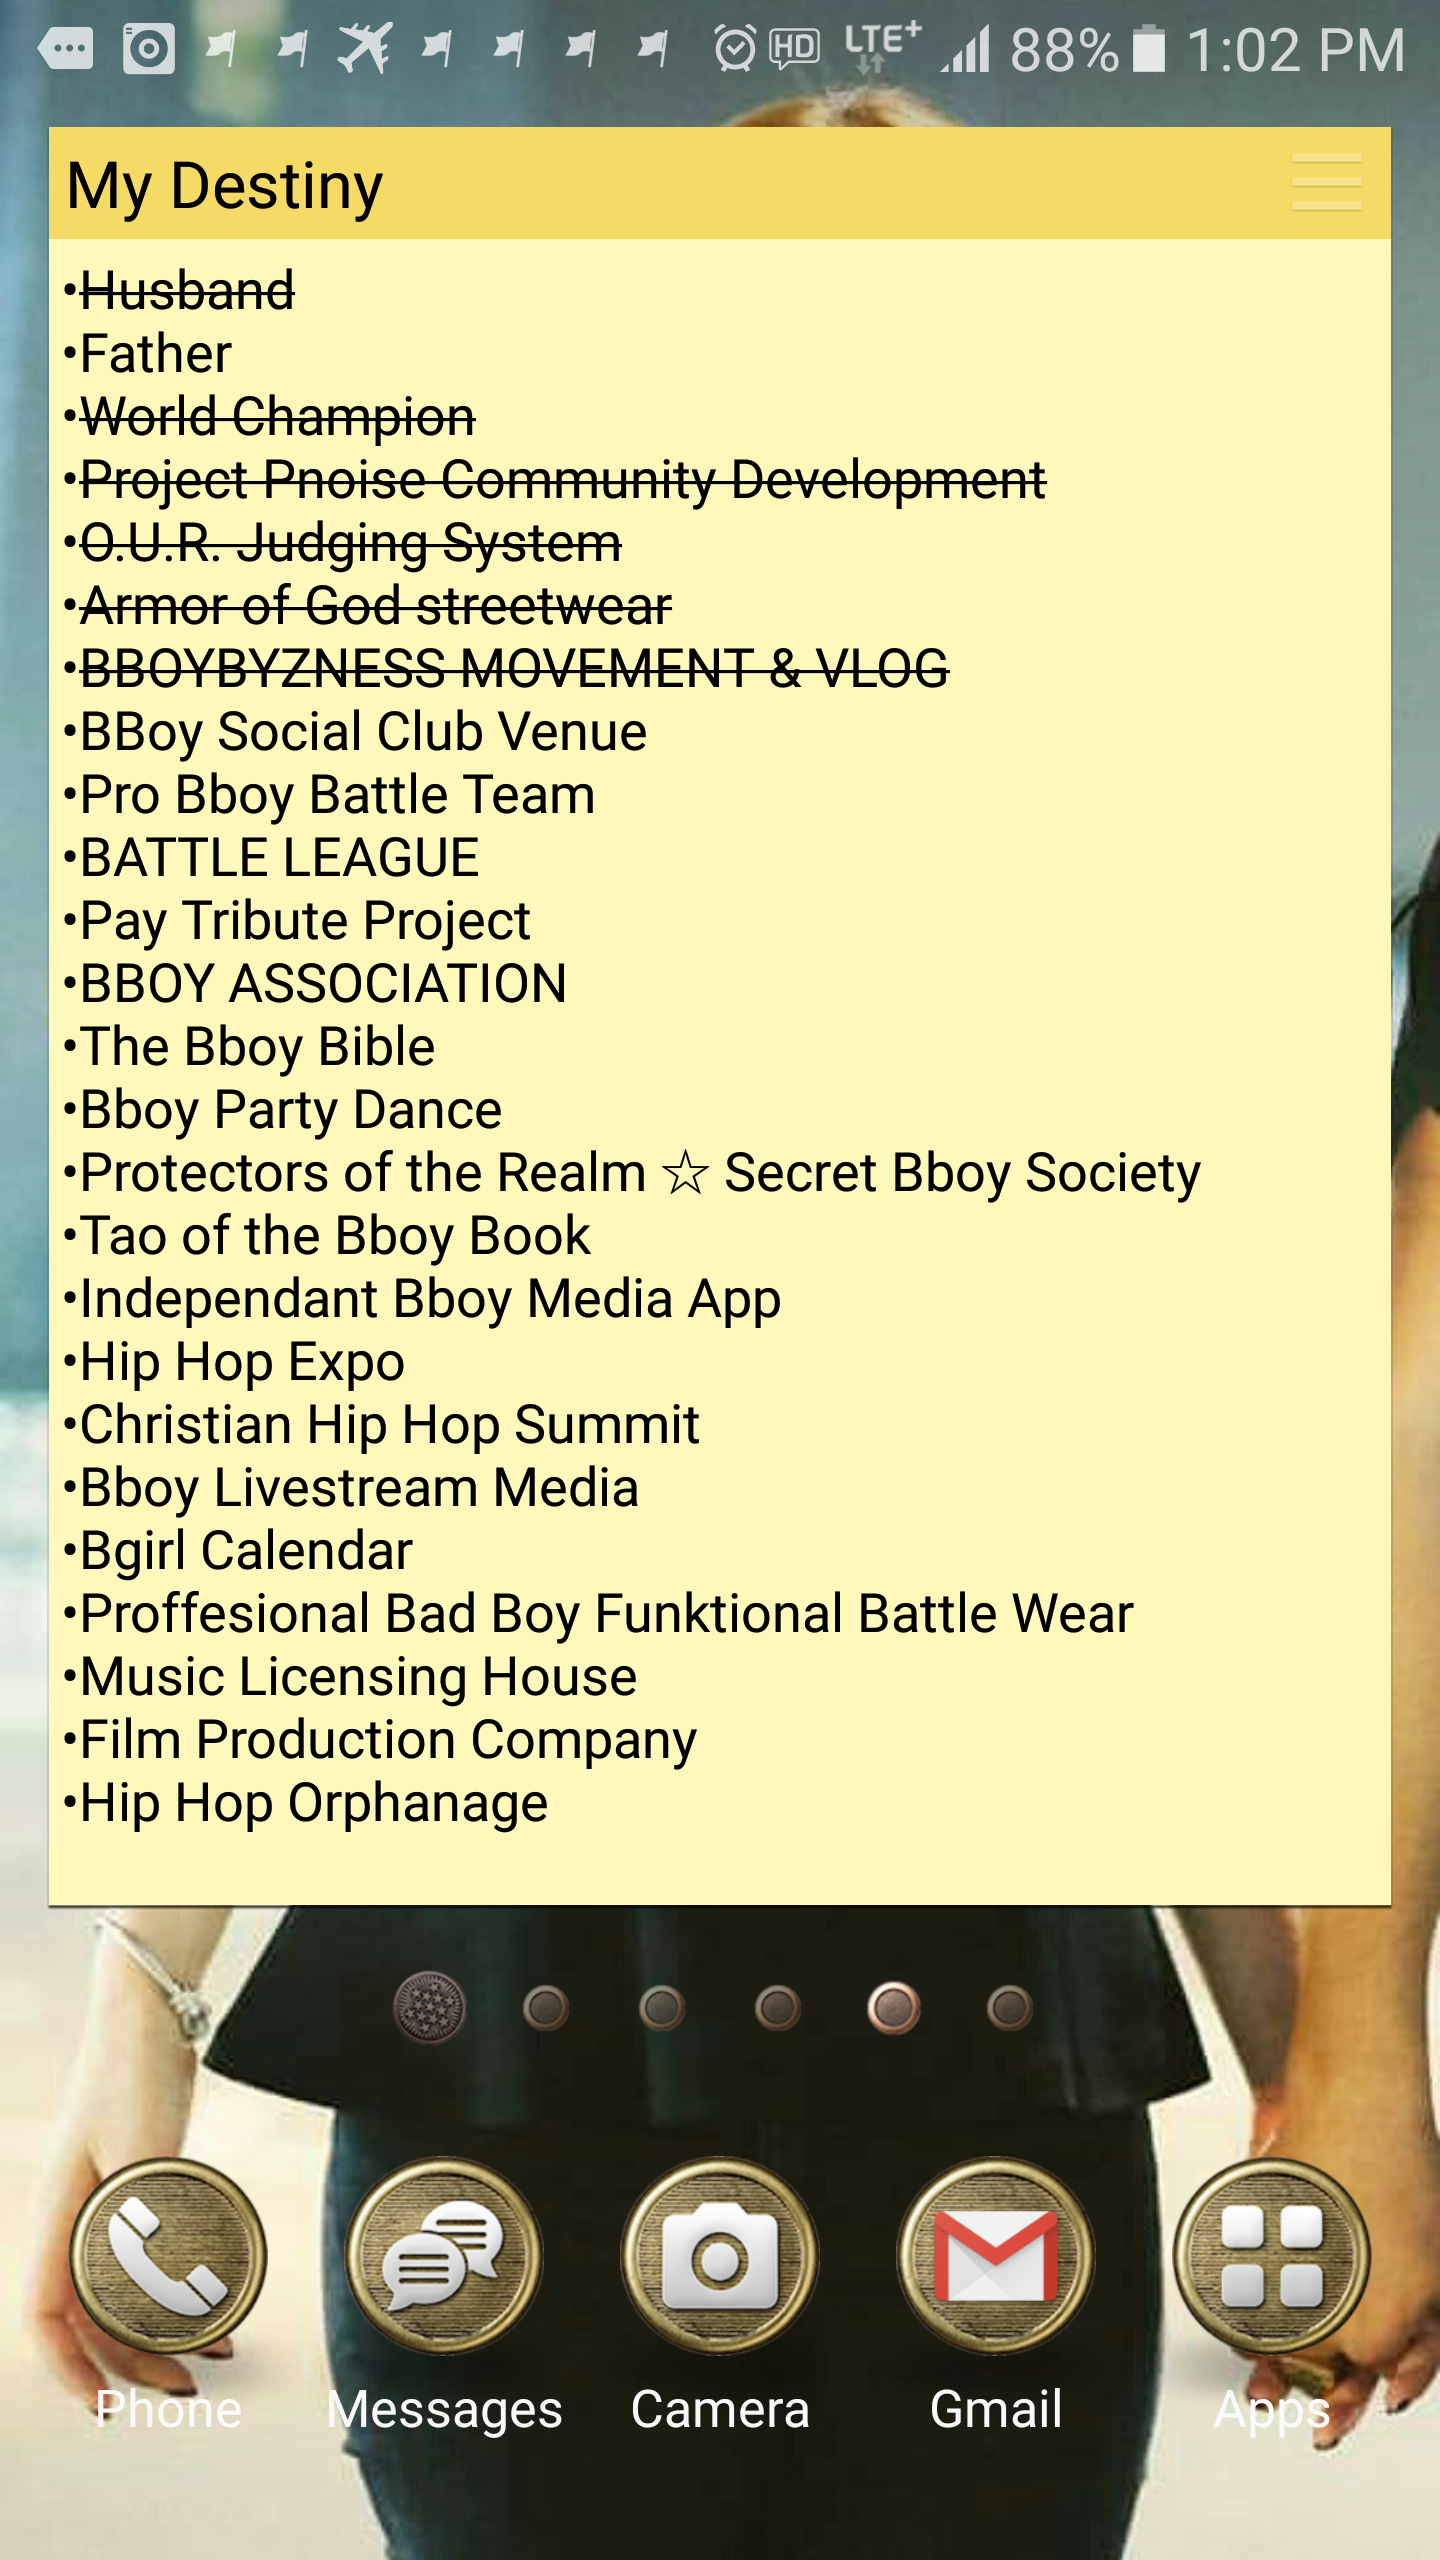 LTE+ 88% 1:02 PM
HD
My Destiny
•Husband
•Father
•World Champion
•Project Pnoise Community Development
•O.U.R. Judging System
•Armor of God streetwear
•BBOYBYZNESS MOVEMENT & VLOG
•BBoy Social Club Venue
•Pro Bboy Battle Team
•BATTLE LEAGUE
•Pay Tribute Project
•BBOY ASSOCIATION
•The Bboy Bible
•Bboy Party Dance
•Protectors of the Realm ☆ Secret Bboy Society
•Tao of the Bboy Book
•Independant Bboy Media App
•Hip Hop Expo
•Christian Hip Hop Summit
•Bboy Livestream Media
•Bgirl Calendar
•Proffesional Bad Boy Funktional Battle Wear
•Music Licensing House
•Film Production Company
•Hip Hop Orphanage
Phone Messages Camera Gmail Apps